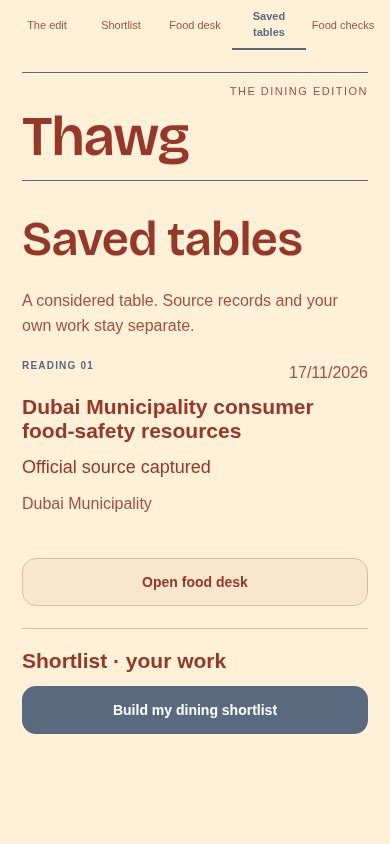 The edit
Shortlist
Food desk
Saved
tables
Food checks
THE DINING EDITION
Thawg
Saved tables
A considered table. Source records and your
own work stay separate.
READING 01
17/11/2026
Dubai Municipality consumer
food-safety resources
Official source captured
Dubai Municipality
Open food desk
Shortlist · your work
Build my dining shortlist